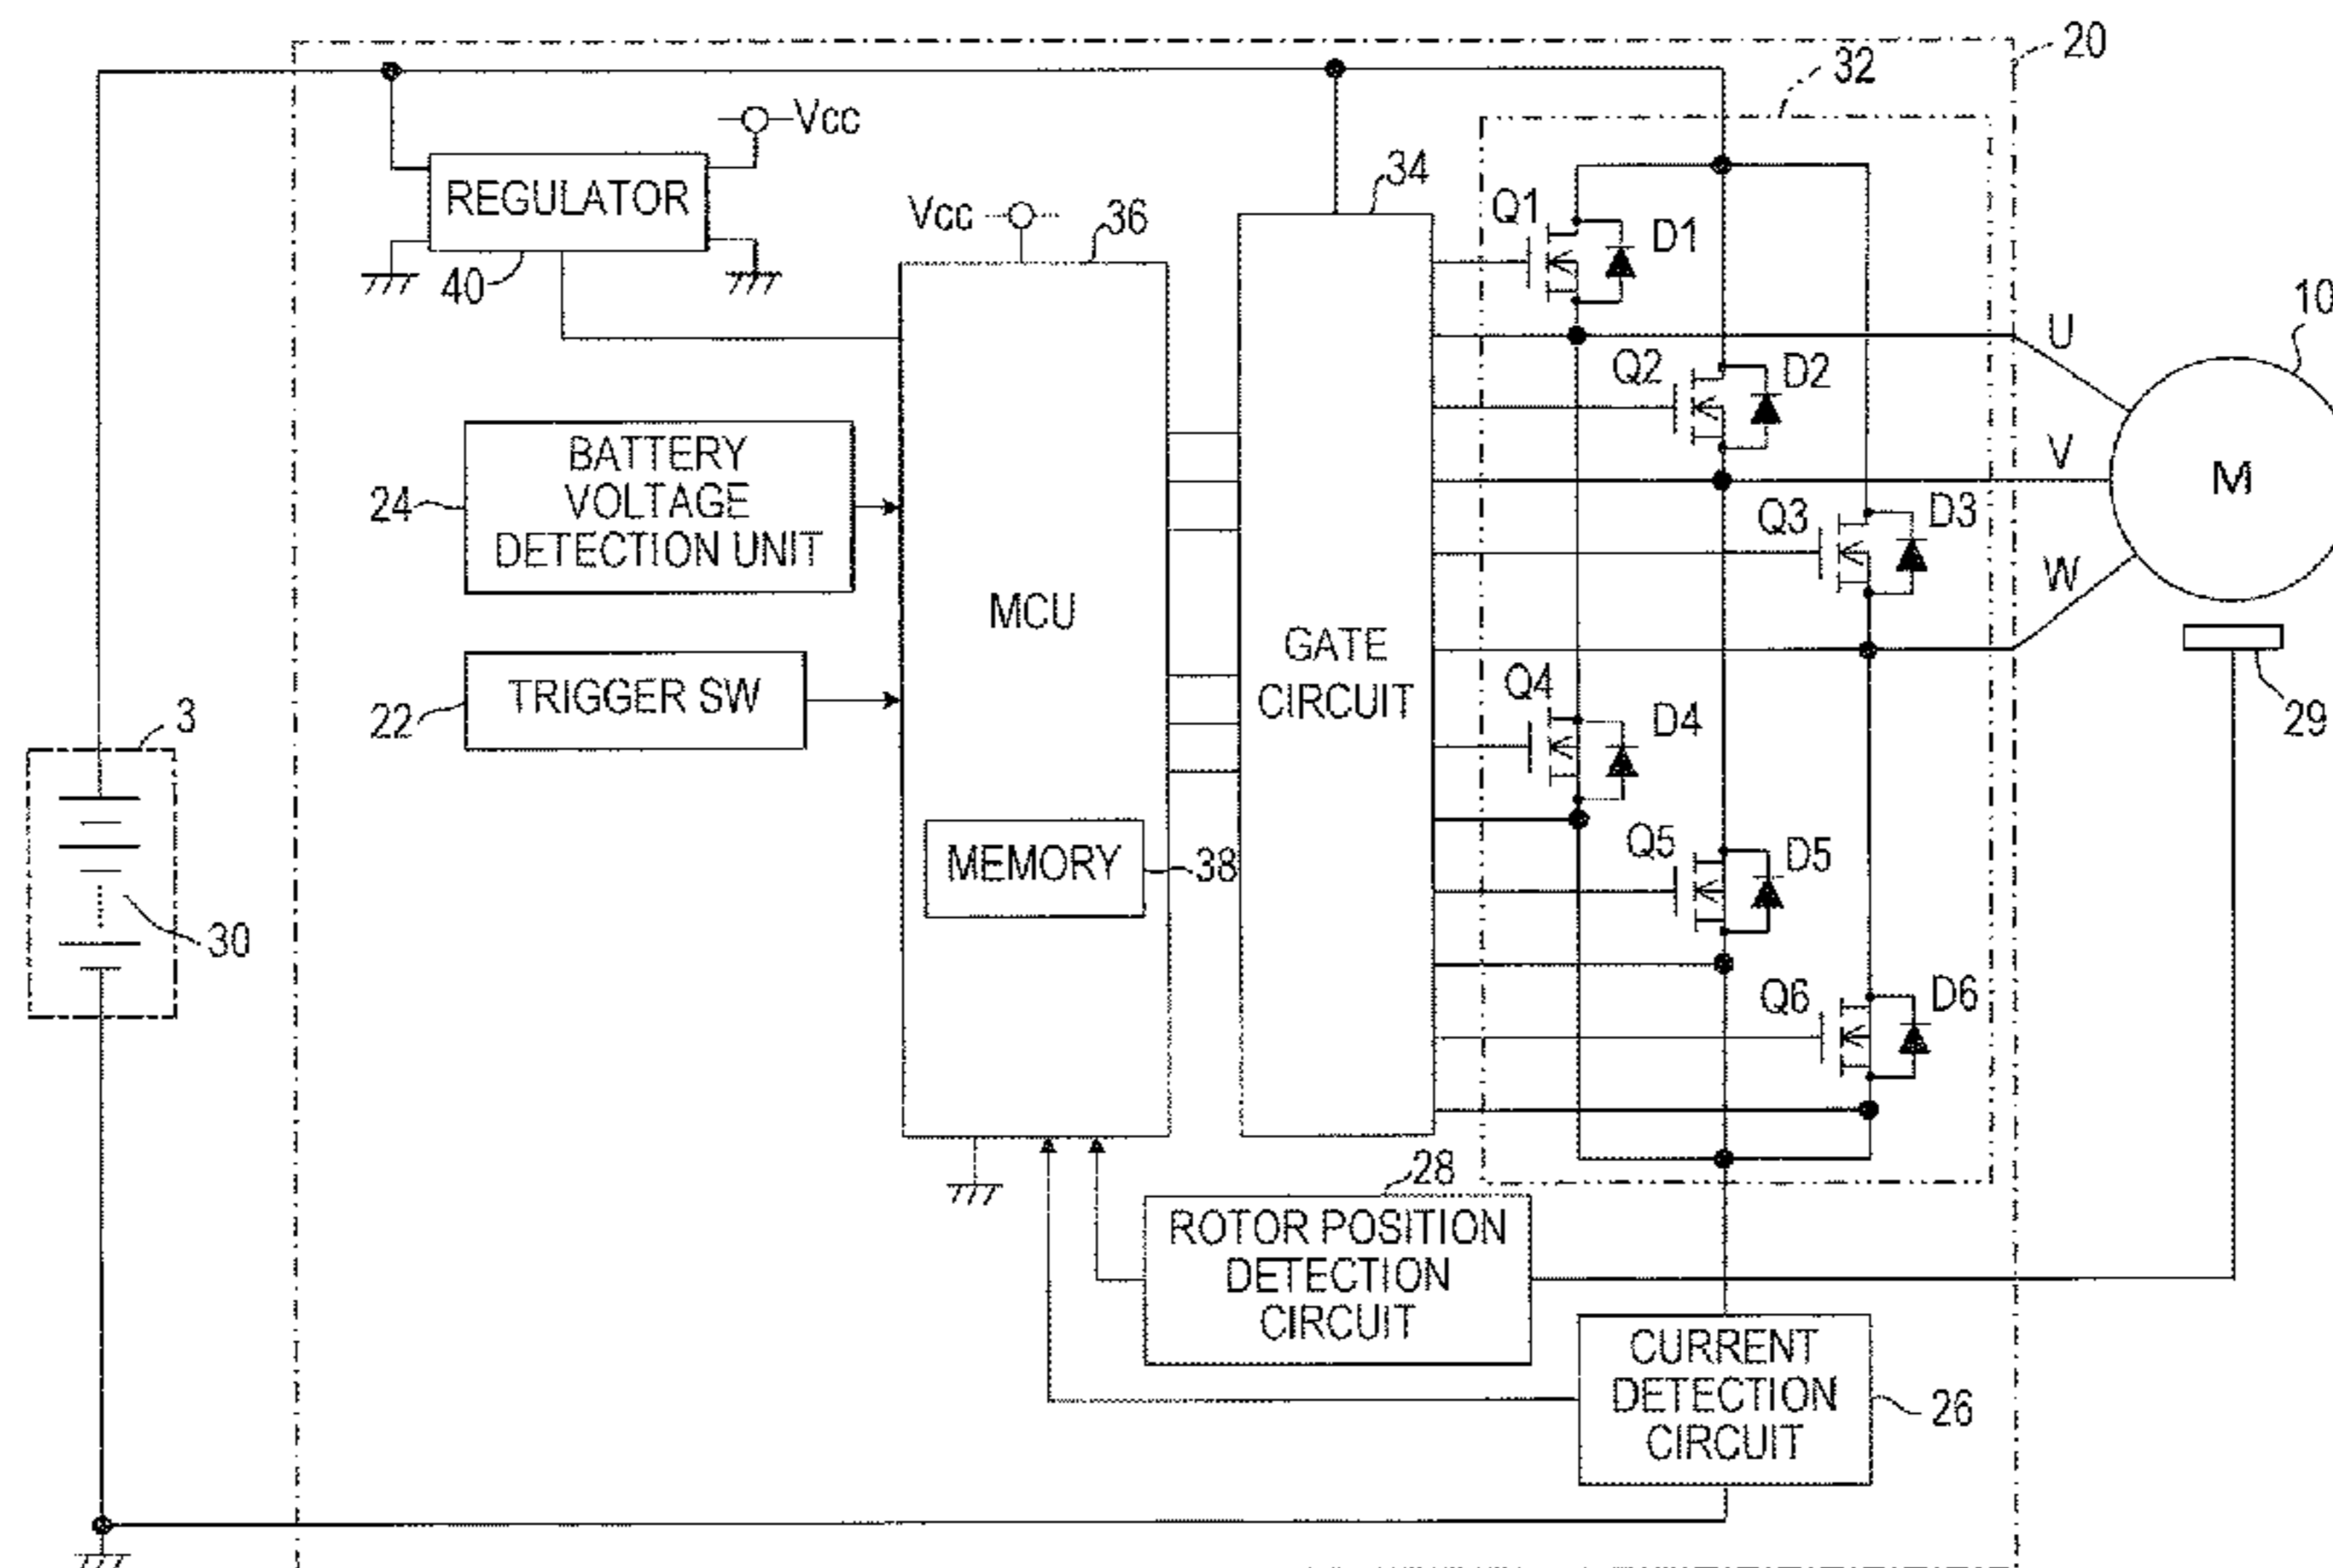 20
32
Vcc
REGULATOR
40
Vcc
36
34
Q1
D1
10
U
Q2
D2
BATTERY
VOLTAGE
DETECTION UNIT
24
V
M
Q3
D3
MCU
W
GATE
CIRCUIT
TRIGGER SW
22
Q4
D4
29
3
MEMORY
38
Q5
D5
30
Q6
D6
28
ROTOR POSITION
DETECTION
CIRCUIT
CURRENT
DETECTION
CIRCUIT
26